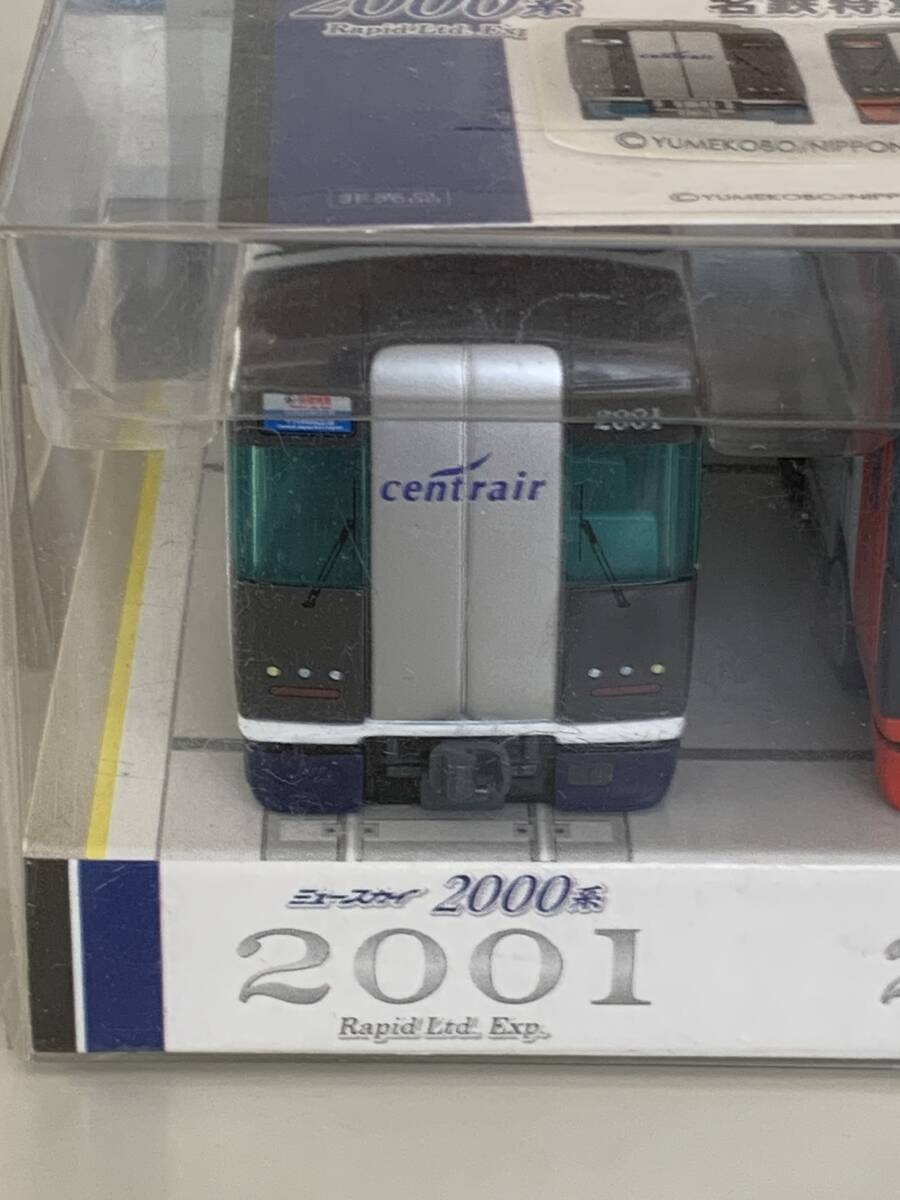 2000系
名鉄特
Rapid Ltd. Exp
centrair
© YUMEKOBO/NIPPON
©YUMEKOBO/NIPP
2001
centrair
ミュースカイ 2000系
2001
Rapid Ltd. Exp.